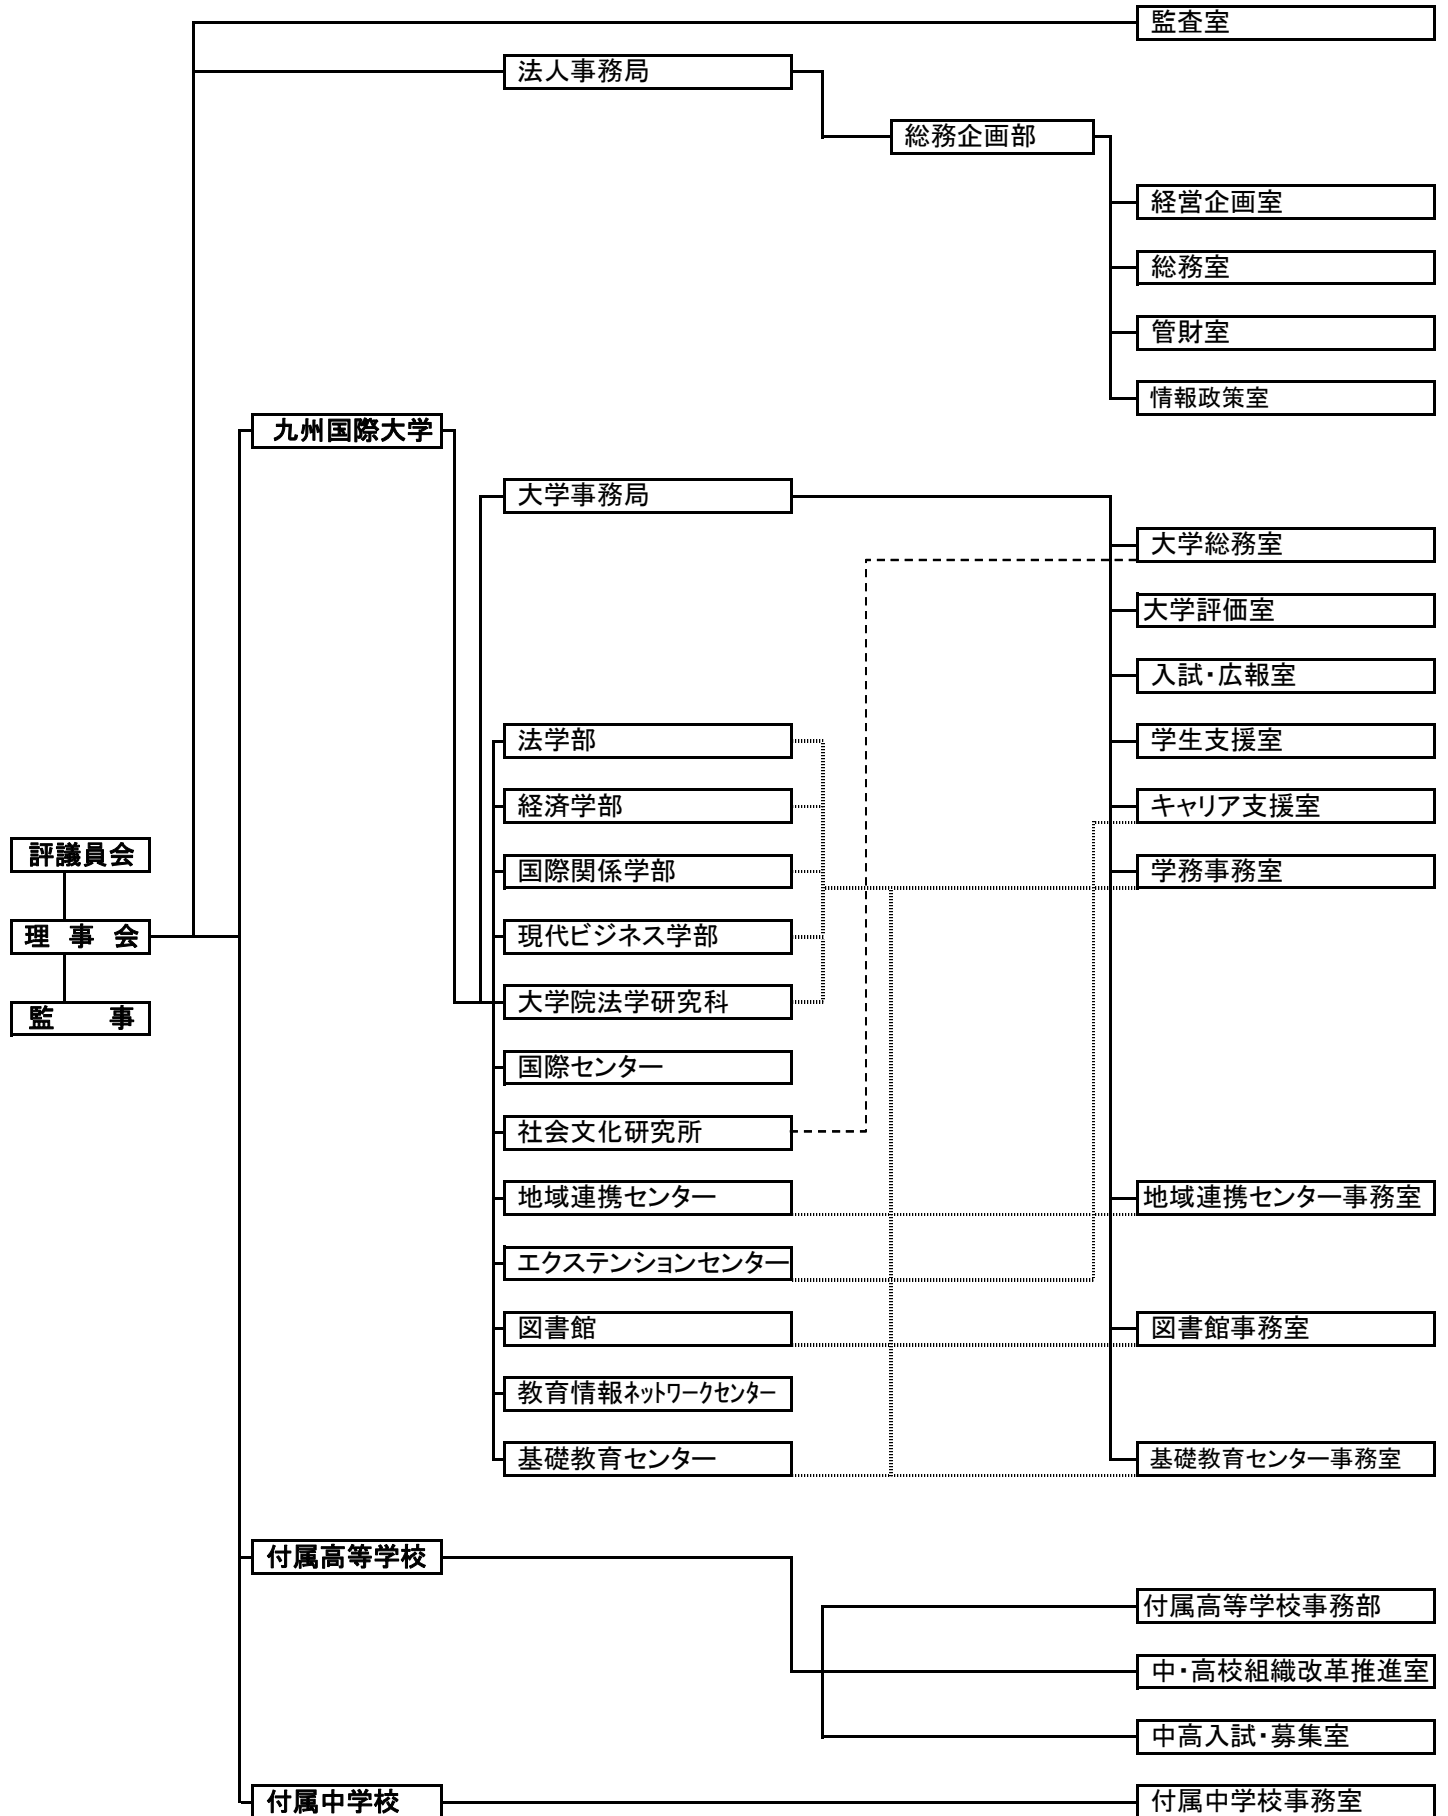 監査室
法人事務局
総務企画部
経営企画室
総務室
管財室
情報政策室
九州国際大学
大学事務局
大学総務室
大学評価室
入試・広報室
法学部
学生支援室
経済学部
キャリア支援室
評議員会
国際関係学部
学務事務室
理 事 会
現代ビジネス学部
大学院法学研究科
監 事
国際センター
社会文化研究所
地域連携センター
地域連携センター事務室
エクステンションセンター
図書館
図書館事務室
教育情報ネットワークセンター
基礎教育センター
基礎教育センター事務室
付属高等学校
付属高等学校事務部
中・高校組織改革推進室
中高入試・募集室
付属中学校
付属中学校事務室